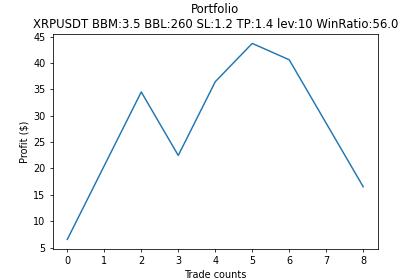 Portfolio
XRPUSDT BBM:3.5 BBL:260 SL:1.2 TP:1.4 lev:10 WinRatio:56.0
45
40
35
30
25
20
15
10
5
Profit ($)
0 1 2 3 4 5 6 7 8
Trade counts